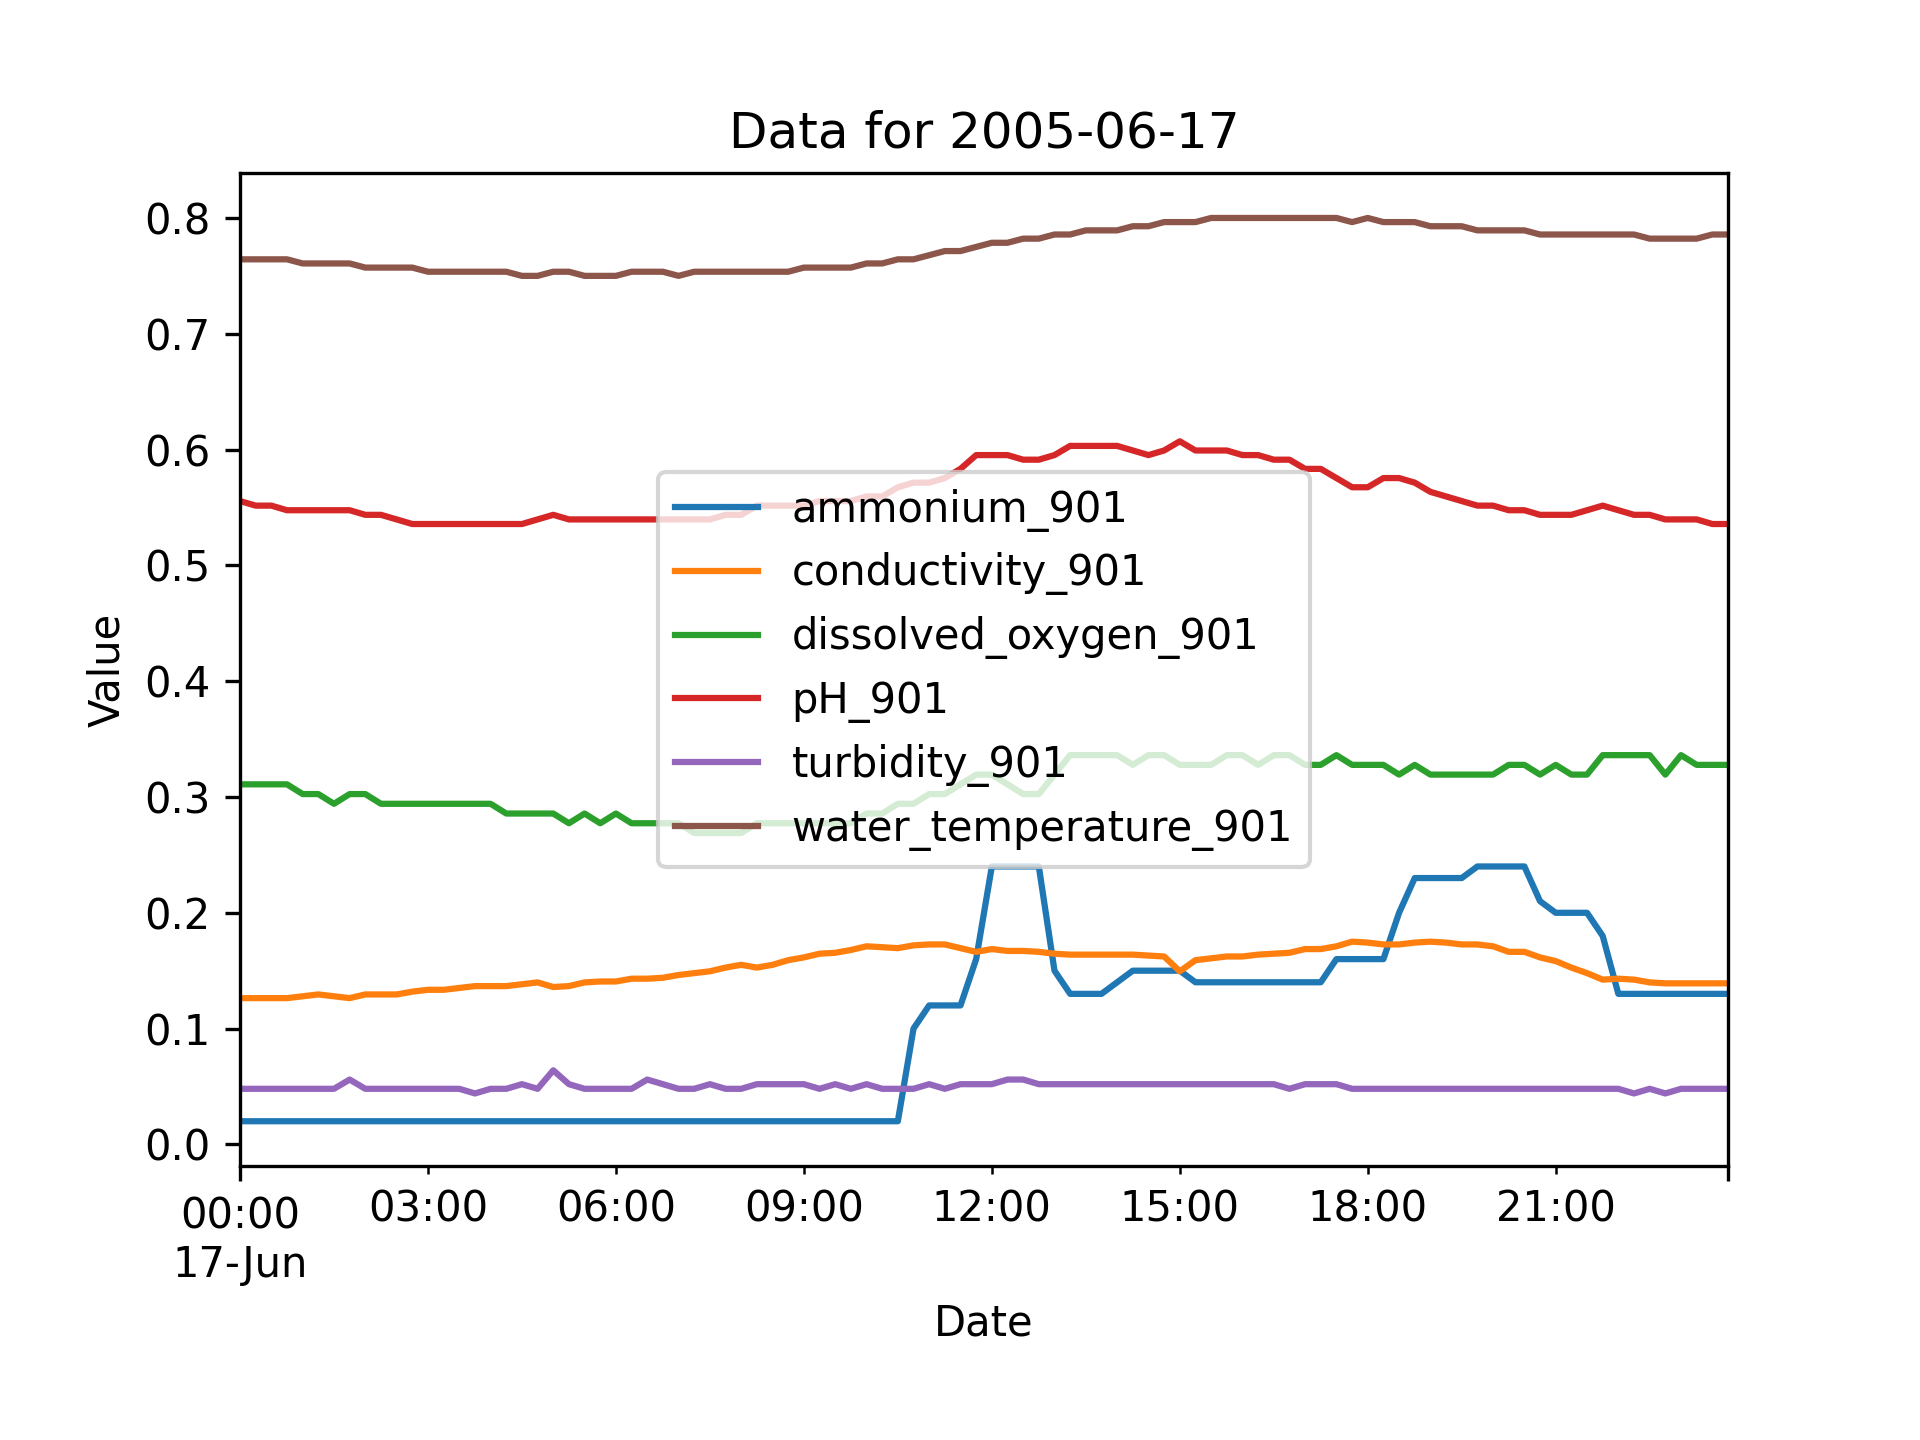 Data for 2005-06-17
Value
0.8
0.7
0.6
0.5
0.4
0.3
0.2
0.1
0.0
ammonium_901
conductivity_901
dissolved_oxygen_901
pH_901
turbidity_901
water_temperature_901
00:00 03:00 06:00 09:00 12:00 15:00 18:00 21:00
17-Jun
Date